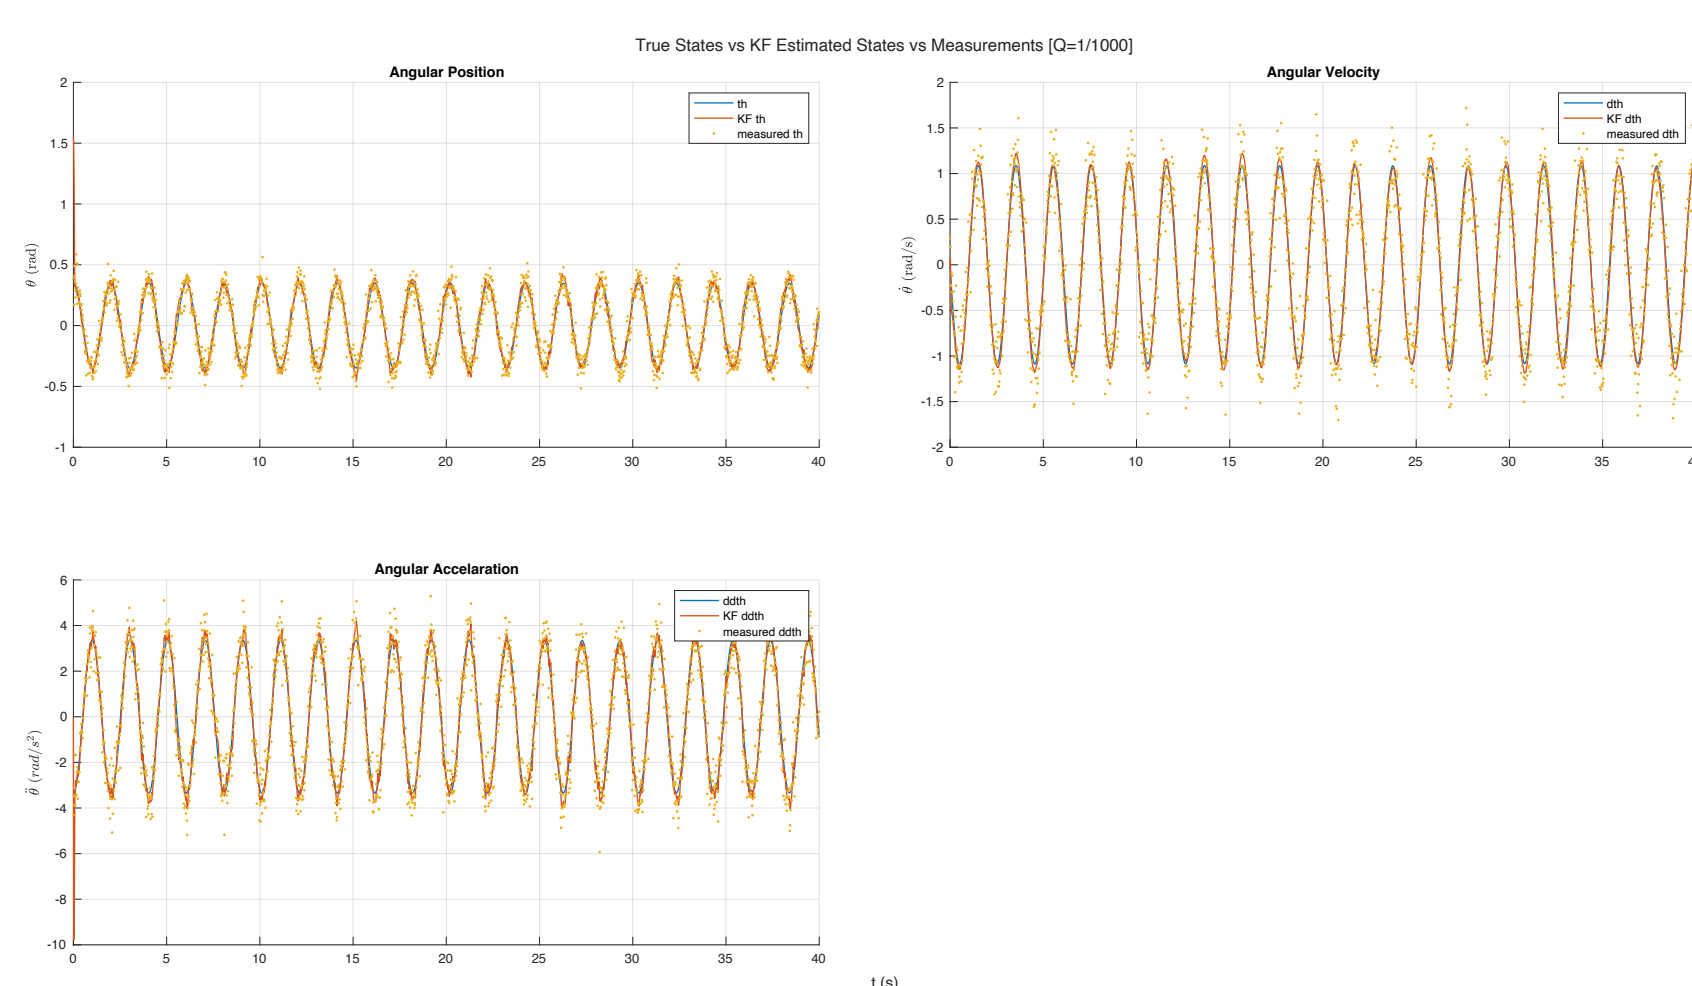 True States vs KF Estimated States vs Measurements [Q=1/1000]
Angular Position
2
1.5
1
0.5
0
-0.5
-1
θ (rad)
th
KF th
measured th
0 5 10 15 20 25 30 35 40
Angular Velocity
2
1.5
1
0.5
0
-0.5
-1
-1.5
-2
θ̇ (rad/s)
dth
KF dth
measured dth
0 5 10 15 20 25 30 35
Angular Accelaration
6
4
2
0
-2
-4
-6
-8
-10
θ̈ (rad/s²)
ddth
KF ddth
measured ddth
0 5 10 15 20 25 30 35 40
t (s)